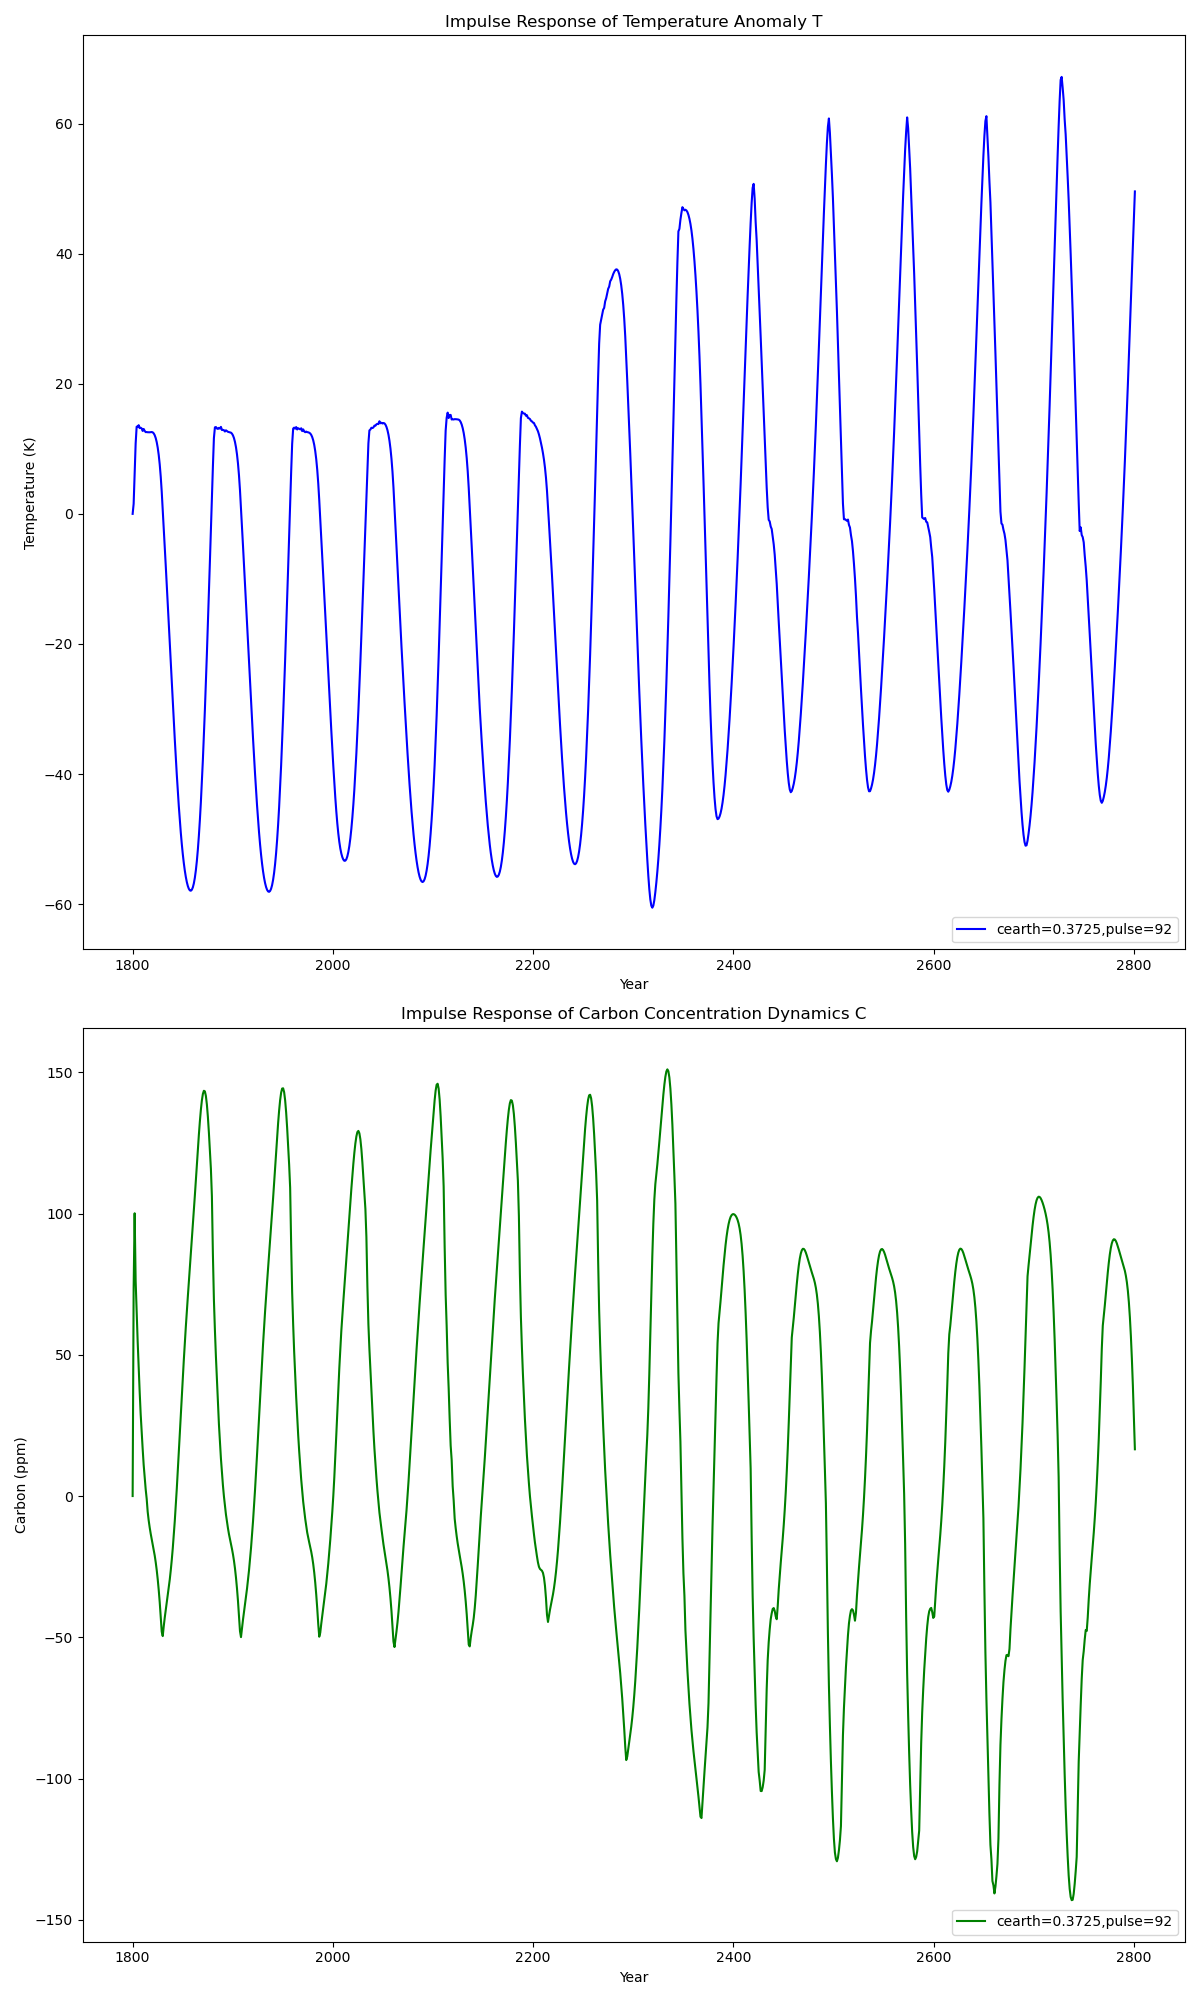 Impulse Response of Temperature Anomaly T
60
40
20
0
−20
−40
−60
Temperature (K)
cearth=0.3725,pulse=92
1800 2000 2200 2400 2600 2800
Year
Impulse Response of Carbon Concentration Dynamics C
150
100
50
0
−50
−100
−150
Carbon (ppm)
cearth=0.3725,pulse=92
1800 2000 2200 2400 2600 2800
Year